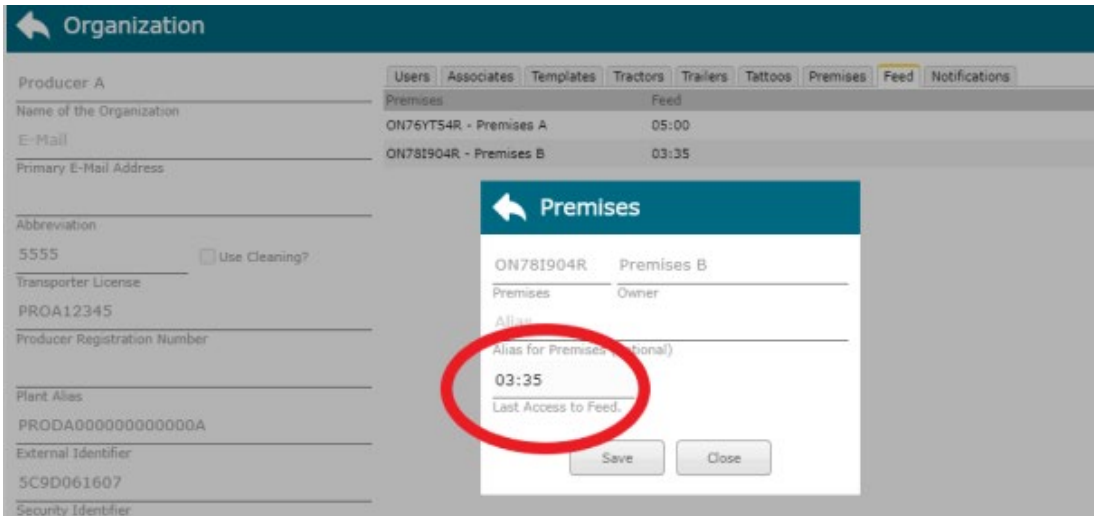 Organization
Producer A
Name of the Organization
E-Mail
Primary E-Mail Address
Abbreviation
5555
Use Cleaning?
Transporter License
PROA12345
Producer Registration Number
Plant Alias
PRODA000000000000A
External Identifier
5C9D061607
Security Identifier
Users Associates Templates Tractors Trailers Tattoos Premises Feed Notifications
Premises Feed
ON76YT54R - Premises A 05:00
ON78I904R - Premises B 03:35
Premises
ON78I904R Premises B
Premises Owner
Alias
Alias for Premises (optional)
03:35
Last Access to Feed.
Save Close